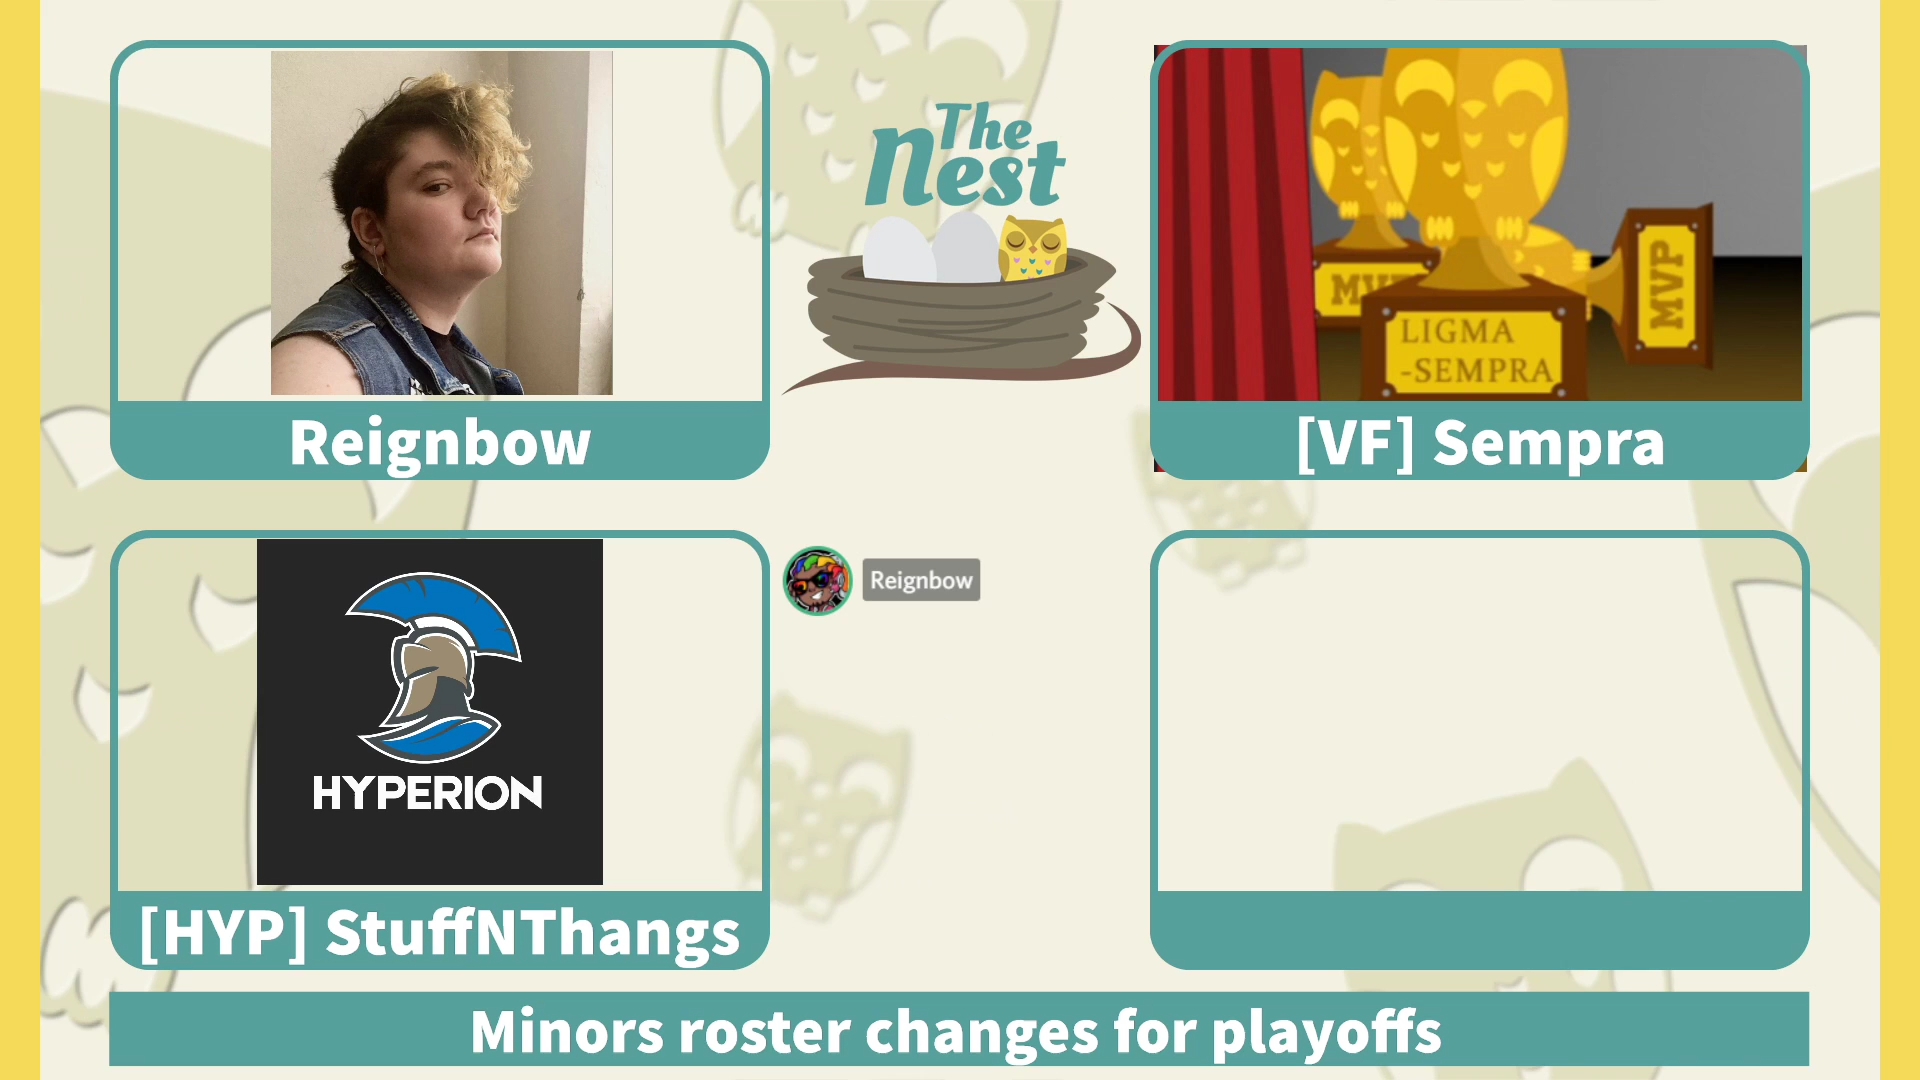 The
nest
MVP
MVP
LIGMA
-SEMPRA
Reignbow
[VF] Sempra
HYPERION
Reignbow
[HYP] StuffNThangs
Minors roster changes for playoffs